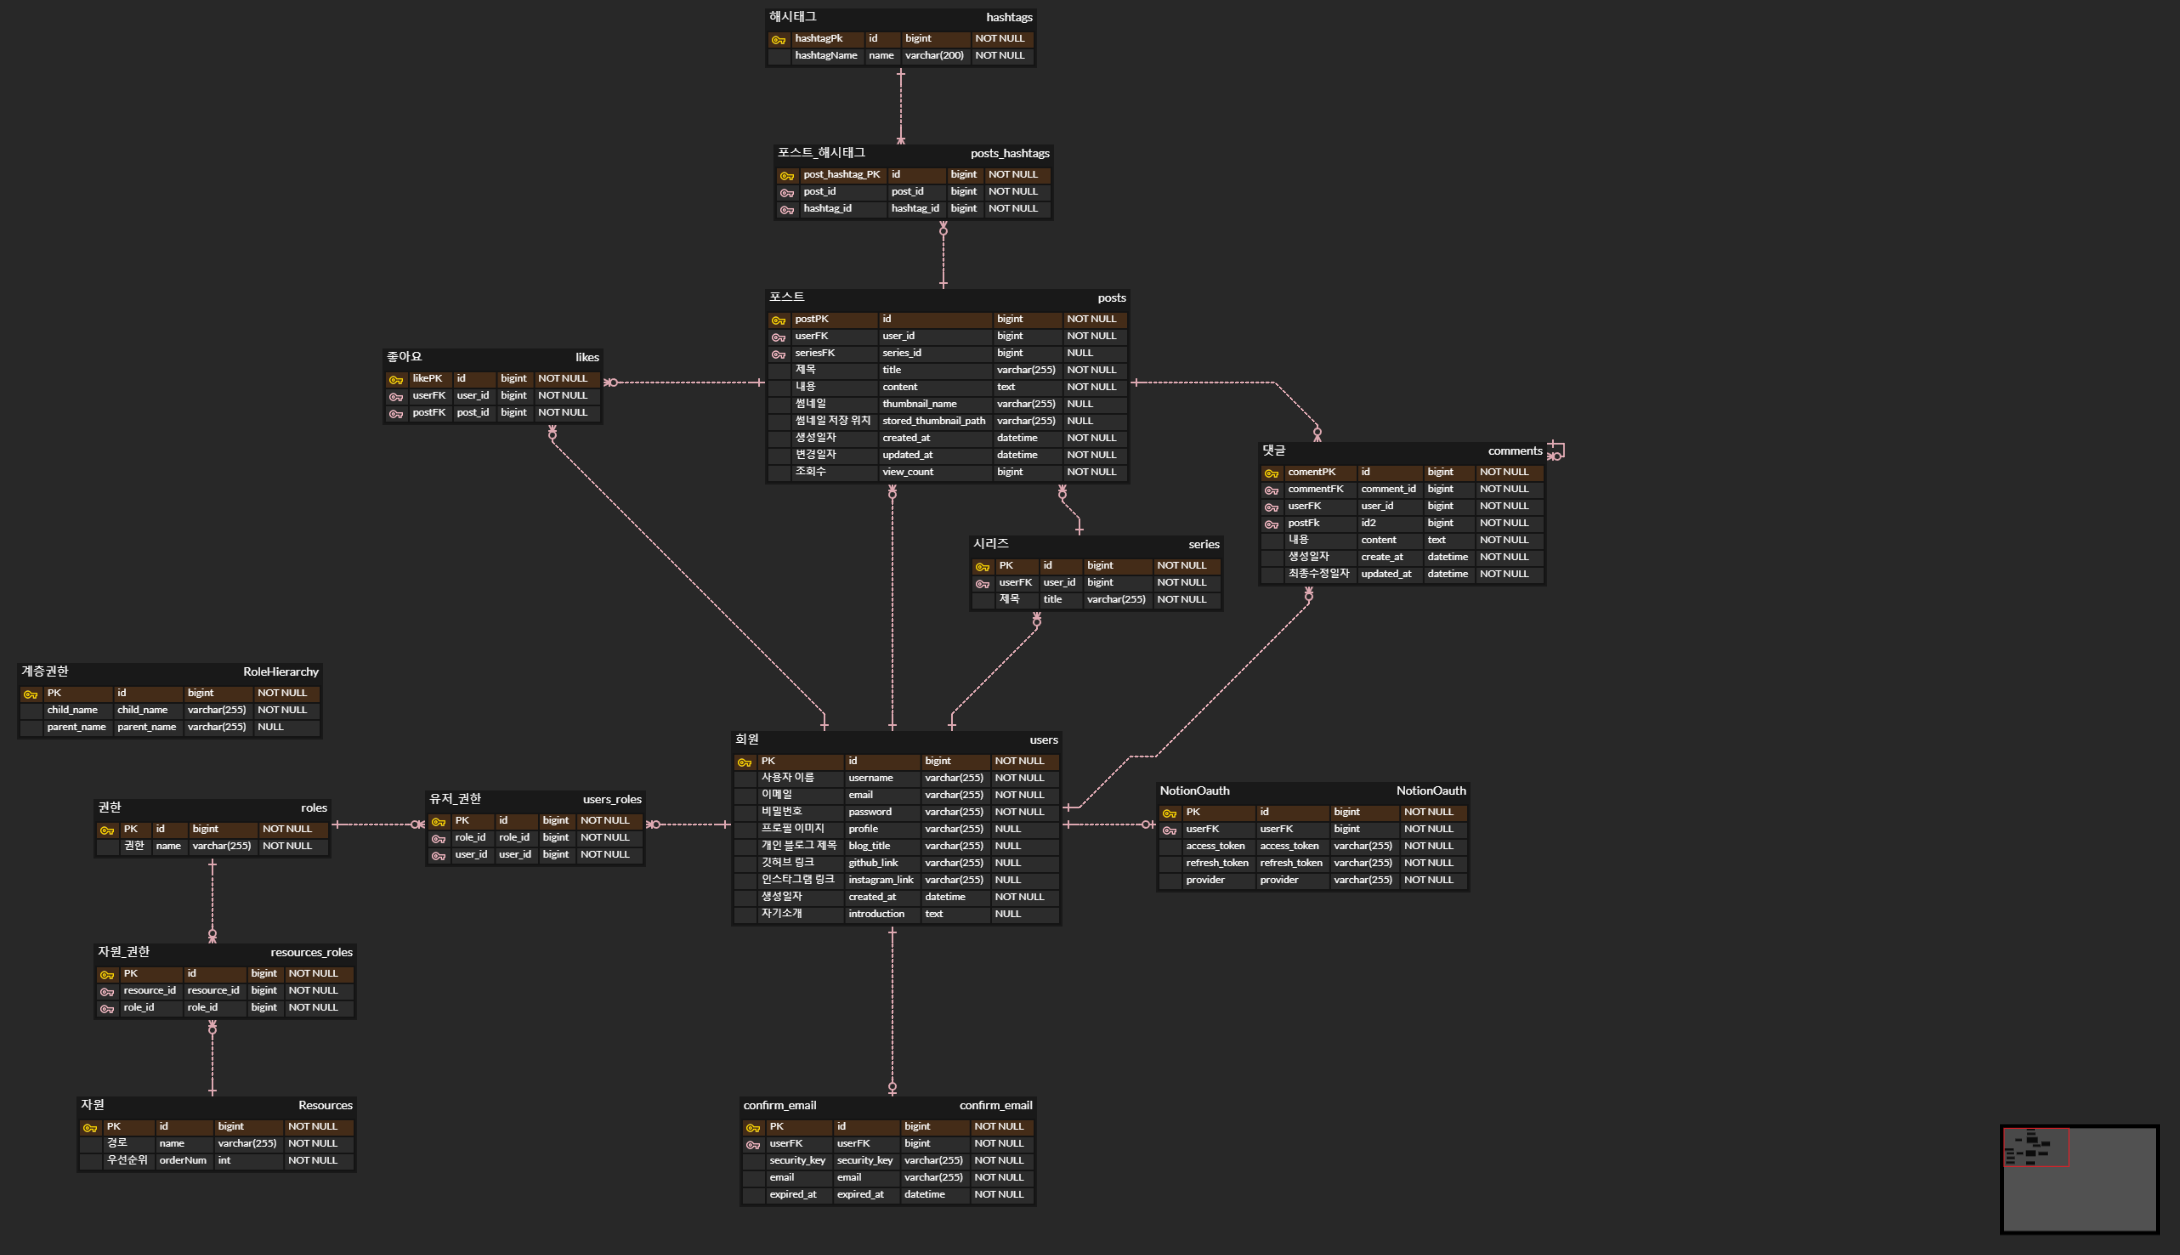 해시태그 hashtags
hashtagPk id bigint NOT NULL
hashtagName name varchar(200) NOT NULL
포스트_해시태그 posts_hashtags
post_hashtag_PK id bigint NOT NULL
post_id post_id bigint NOT NULL
hashtag_id hashtag_id bigint NOT NULL
포스트 posts
postPK id bigint NOT NULL
userFK user_id bigint NOT NULL
seriesFK series_id bigint NULL
제목 title varchar(255) NOT NULL
내용 content text NOT NULL
썸네일 thumbnail_name varchar(255) NULL
썸네일 저장 위치 stored_thumbnail_path varchar(255) NULL
생성일자 created_at datetime NOT NULL
변경일자 updated_at datetime NOT NULL
조회수 view_count bigint NOT NULL
좋아요 likes
likePK id bigint NOT NULL
userFK user_id bigint NOT NULL
postFK post_id bigint NOT NULL
댓글 comments
comentPK id bigint NOT NULL
commentFK comment_id bigint NOT NULL
userFK user_id bigint NOT NULL
postFk id2 bigint NOT NULL
내용 content text NOT NULL
생성일자 create_at datetime NOT NULL
최종수정일자 updated_at datetime NOT NULL
시리즈 series
PK id bigint NOT NULL
userFK user_id bigint NOT NULL
제목 title varchar(255) NOT NULL
계층권한 RoleHierarchy
PK id bigint NOT NULL
child_name child_name varchar(255) NOT NULL
parent_name parent_name varchar(255) NULL
회원 users
PK id bigint NOT NULL
사용자 이름 username varchar(255) NOT NULL
이메일 email varchar(255) NOT NULL
비밀번호 password varchar(255) NOT NULL
프로필 이미지 profile varchar(255) NULL
개인 블로그 제목 blog_title varchar(255) NULL
깃허브 링크 github_link varchar(255) NULL
인스타그램 링크 instagram_link varchar(255) NULL
생성일자 created_at datetime NOT NULL
자기소개 introduction text NULL
권한 roles
PK id bigint NOT NULL
권한 name varchar(255) NOT NULL
유저_권한 users_roles
PK id bigint NOT NULL
role_id role_id bigint NOT NULL
user_id user_id bigint NOT NULL
NotionOauth NotionOauth
PK id bigint NOT NULL
userFK userFK bigint NOT NULL
access_token access_token varchar(255) NOT NULL
refresh_token refresh_token varchar(255) NOT NULL
provider provider varchar(255) NOT NULL
자원_권한 resources_roles
PK id bigint NOT NULL
resource_id resource_id bigint NOT NULL
role_id role_id bigint NOT NULL
자원 Resources
PK id bigint NOT NULL
경로 name varchar(255) NOT NULL
우선순위 orderNum int NOT NULL
confirm_email confirm_email
PK id bigint NOT NULL
userFK userFK bigint NOT NULL
security_key security_key varchar(255) NOT NULL
email email varchar(255) NOT NULL
expired_at expired_at datetime NOT NULL